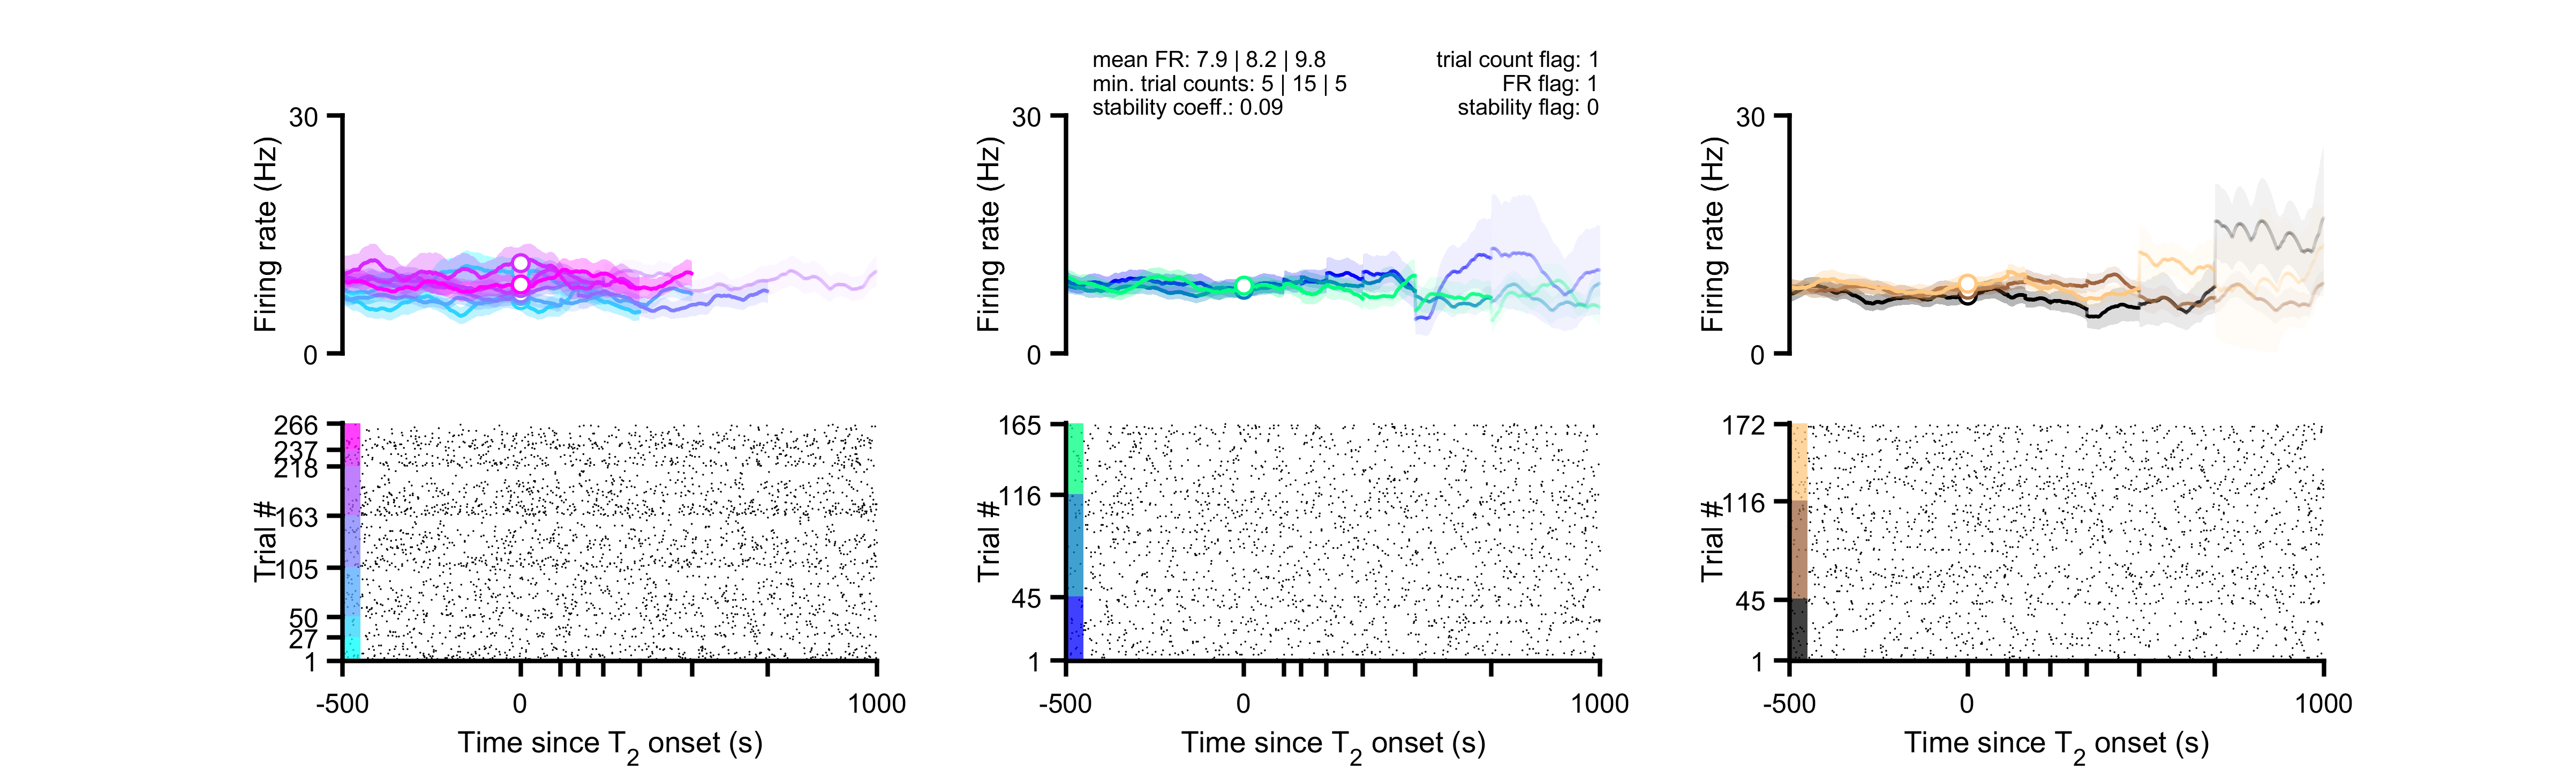 mean FR: 7.9 | 8.2 | 9.8
min. trial counts: 5 | 15 | 5
stability coeff.: 0.09
trial count flag: 1
FR flag: 1
stability flag: 0
30
Firing rate (Hz)
0
30
Firing rate (Hz)
0
30
Firing rate (Hz)
0
266
237
218
163
105
50
27
1
Trial #
-500
0
1000
Time since T2 onset (s)
165
116
45
1
Trial #
-500
0
1000
Time since T2 onset (s)
172
116
45
1
Trial #
-500
0
1000
Time since T2 onset (s)